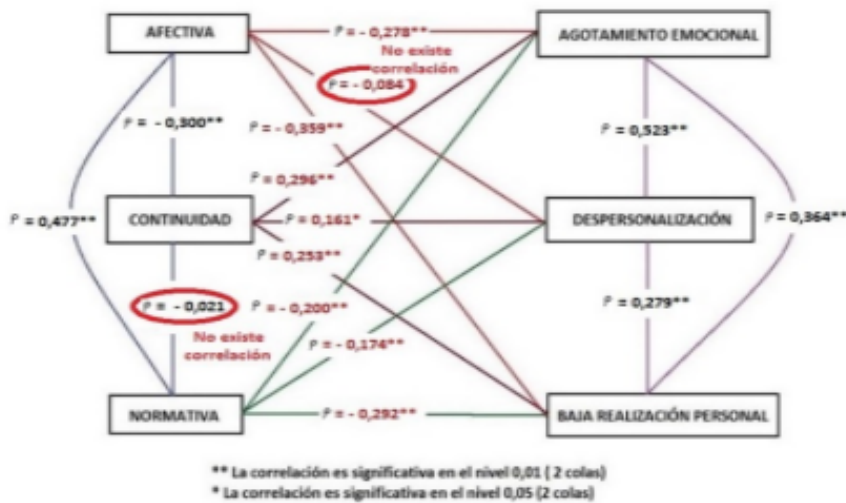 AFECTIVA
ρ = - 0,278**
AGOTAMIENTO EMOCIONAL
No existe
correlación
ρ = - 0,084
ρ = - 0,300**
ρ = - 0,359**
ρ = 0,523**
ρ = 0,296**
ρ = 0,477**
CONTINUIDAD
ρ = 0,161*
DESPERSONALIZACIÓN
ρ = 0,364**
ρ = 0,253**
ρ = - 0,021
ρ = - 0,200**
ρ = 0,279**
No existe
correlación
ρ = - 0,174**
NORMATIVA
ρ = - 0,292**
BAJA REALIZACIÓN PERSONAL
** La correlación es significativa en el nivel 0,01 ( 2 colas)
* La correlación es significativa en el nivel 0,05 (2 colas)